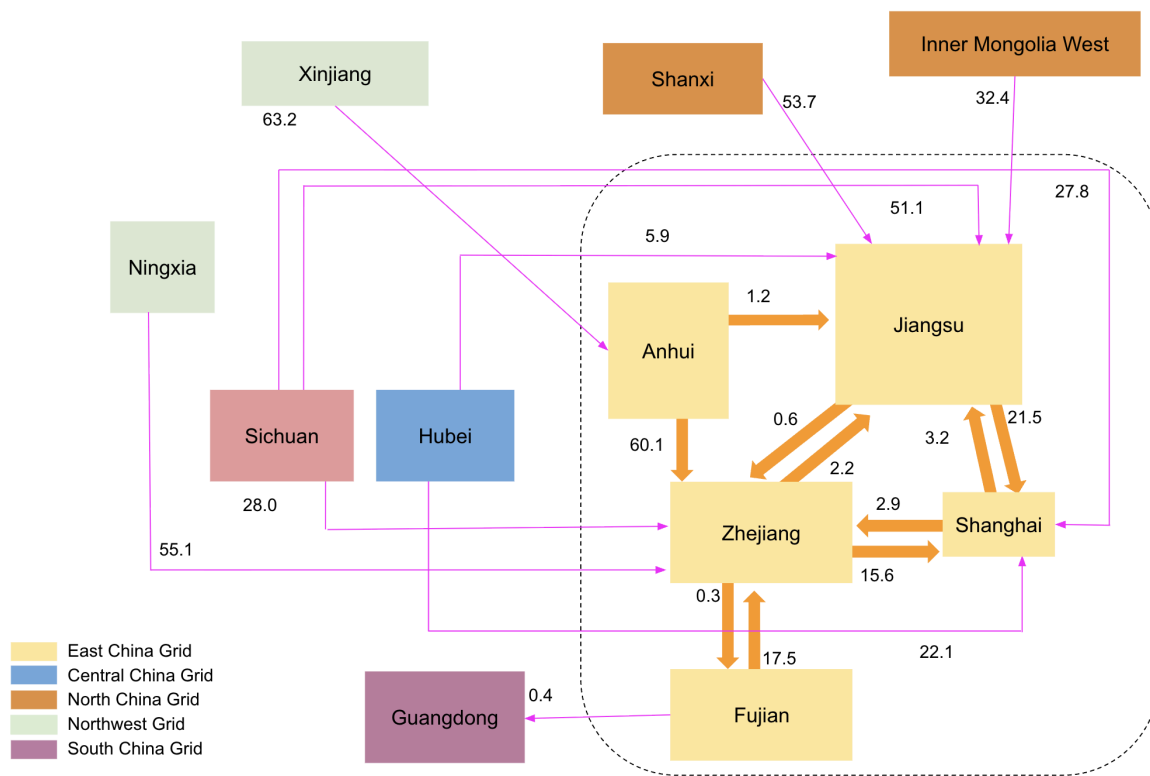 Inner Mongolia West
Xinjiang
Shanxi
63.2
53.7
32.4
27.8
51.1
5.9
Ningxia
1.2
Jiangsu
Anhui
Sichuan
Hubei
60.1
0.6
3.2
21.5
2.2
28.0
2.9
Zhejiang
Shanghai
55.1
15.6
0.3
East China Grid
22.1
17.5
Central China Grid
0.4
North China Grid
Guangdong
Fujian
Northwest Grid
South China Grid